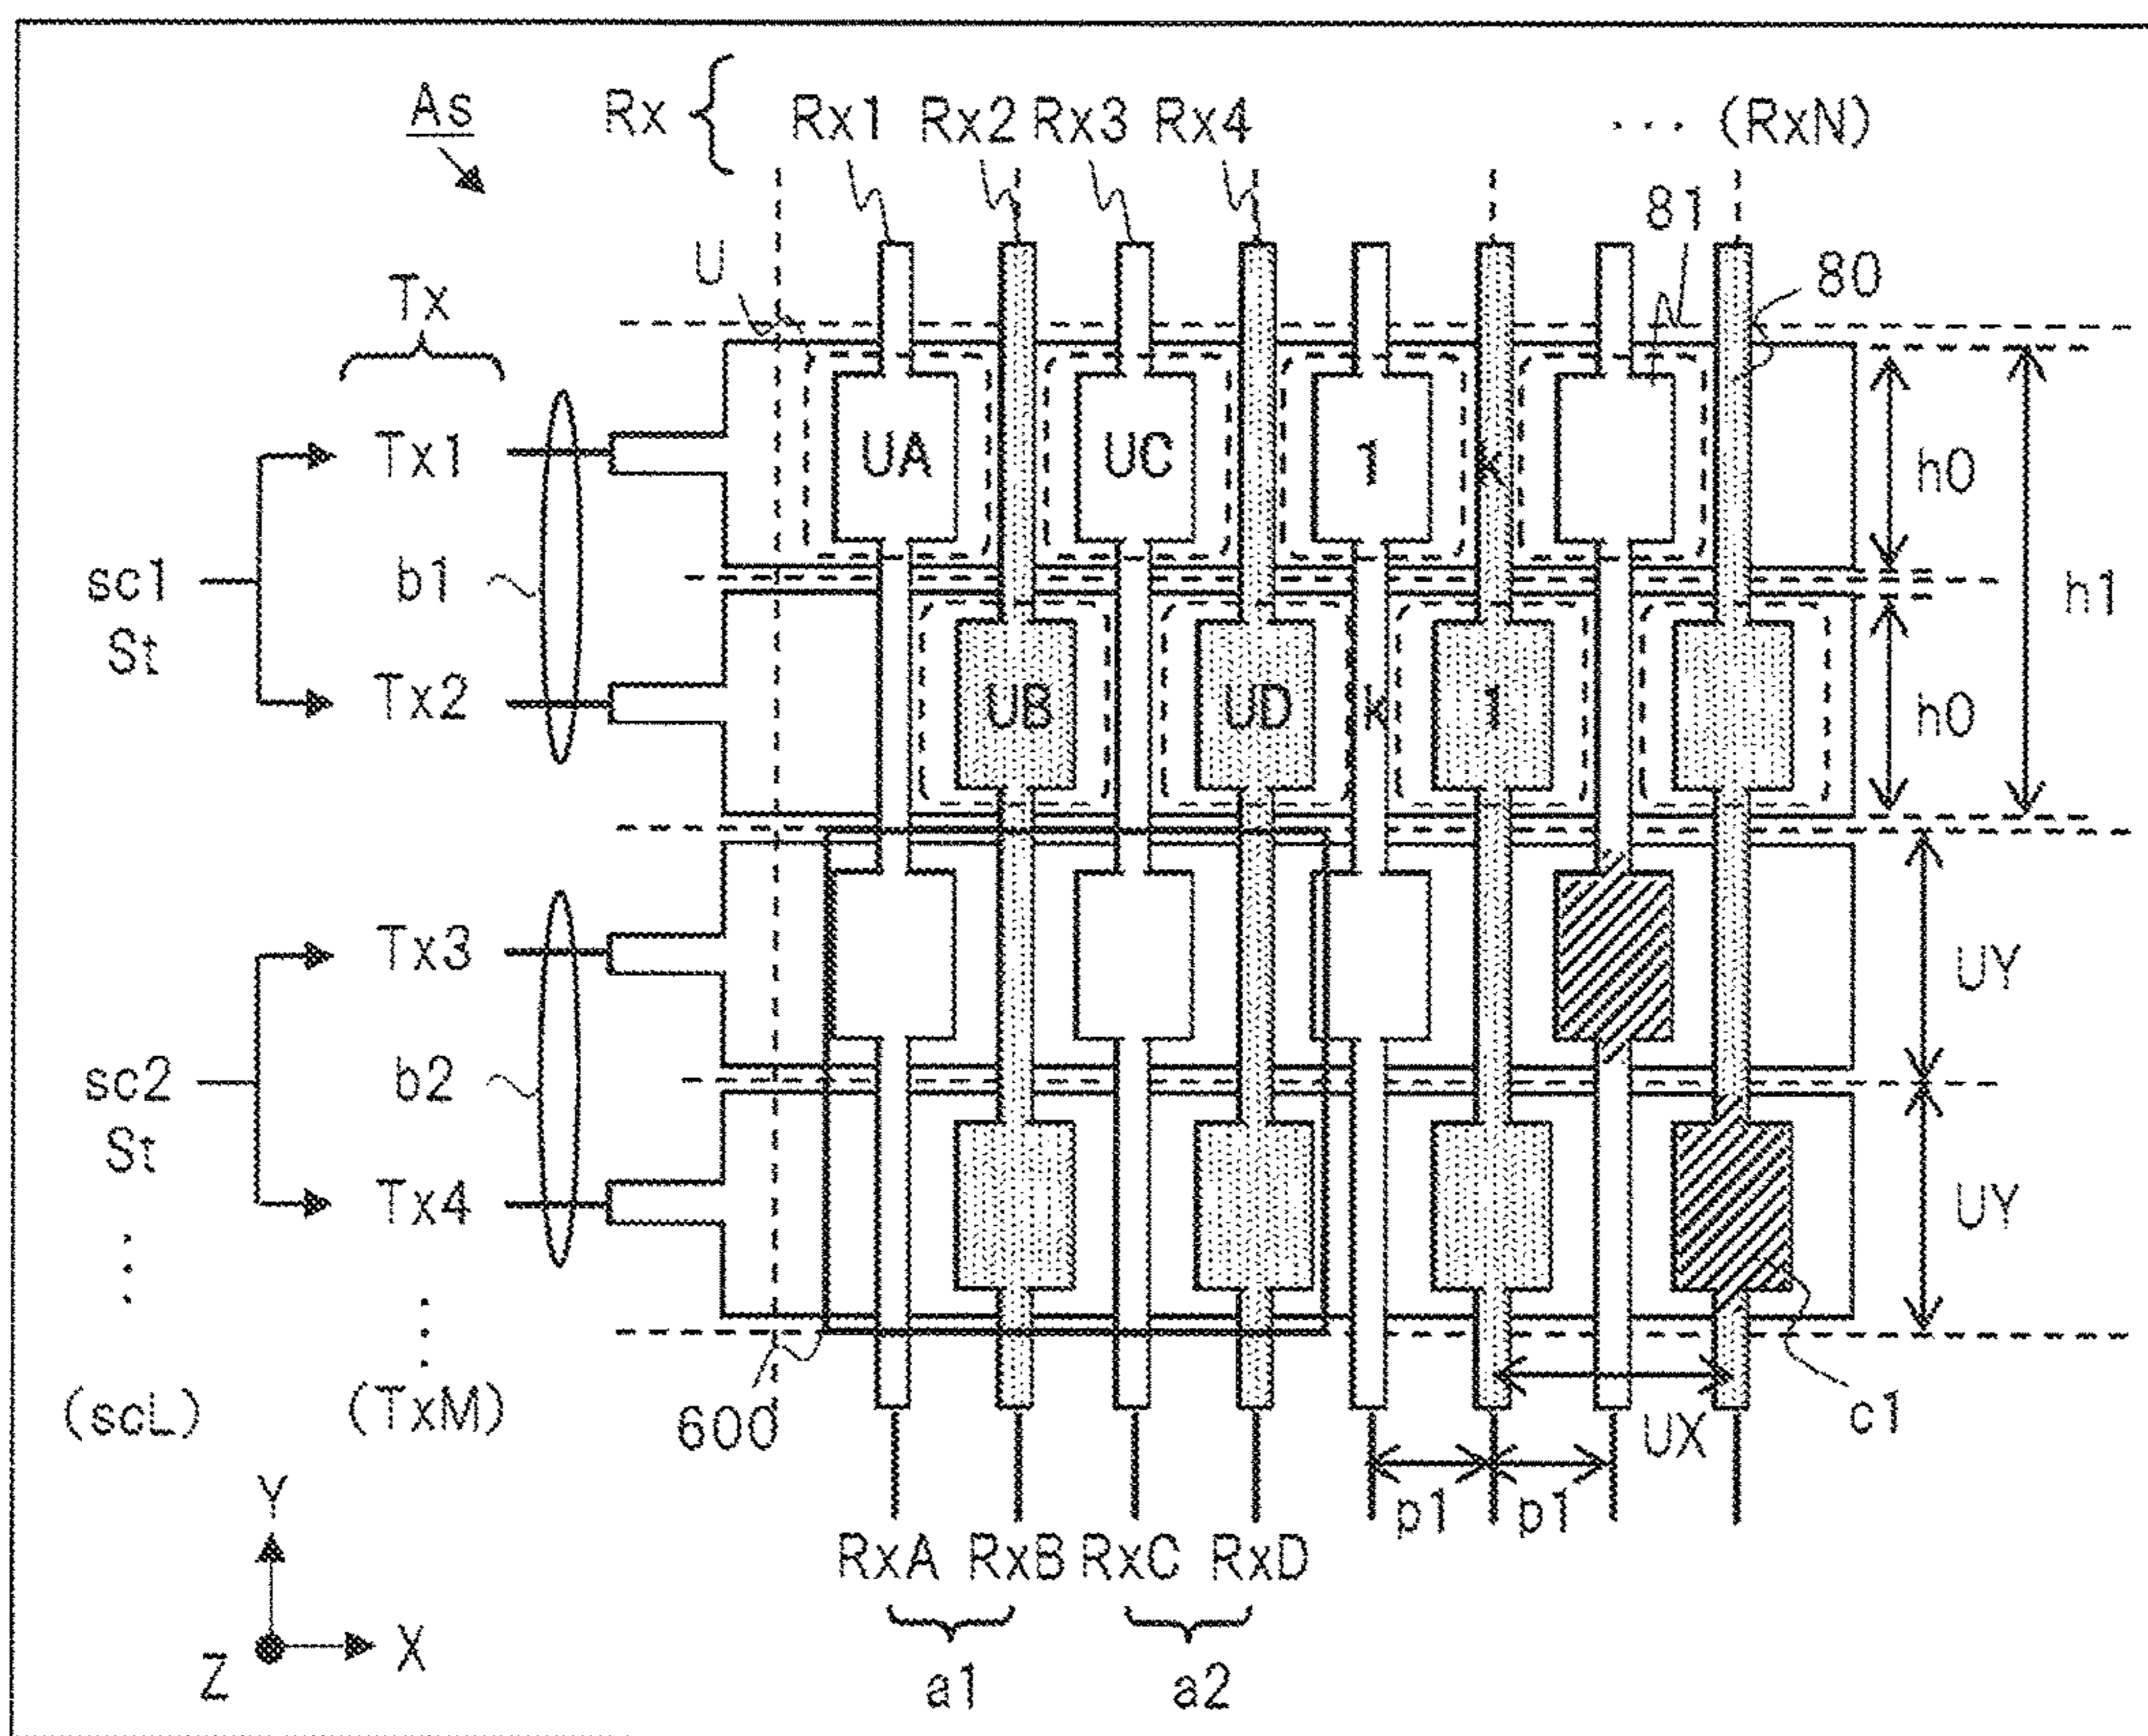 As Rx Rx1 Rx2 Rx3 Rx4 ··· (RxN)
81
U 80
Tx
Tx1 UA UC 1 K h0
sc1 b1 h1
St
Tx2 UB UD K 1 h0
Tx3 UY
sc2 b2
St
Tx4 UY
(scL) (TxM) 600 UX c1
p1 p1
Y
RxA RxB RxC RxD
Z X
a1 a2